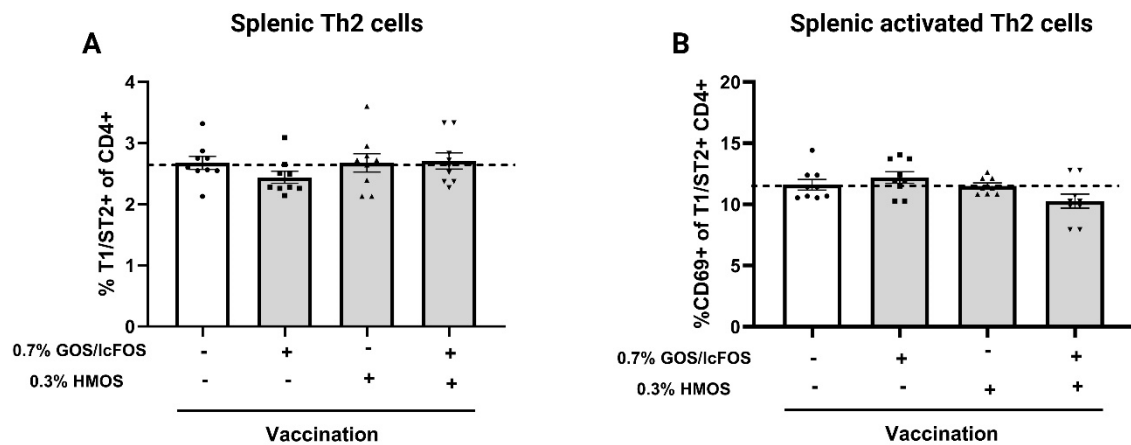 Splenic Th2 cells
A
% T1/ST2+ of CD4+
4
3
2
1
0
0.7% GOS/lcFOS - + - +
0.3% HMOS - - + +
Vaccination
Splenic activated Th2 cells
B
%CD69+ of T1/ST2+ CD4+
20
15
10
5
0
0.7% GOS/lcFOS - + - +
0.3% HMOS - - + +
Vaccination